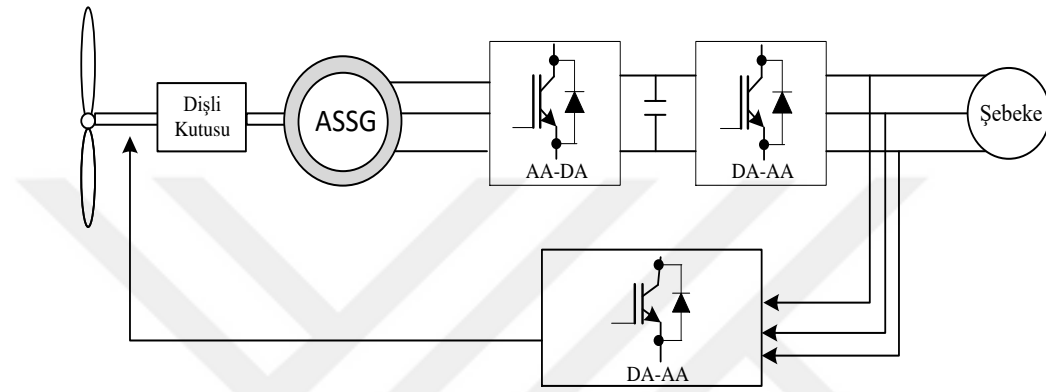 Dişli
Kutusu
ASSG
AA-DA
DA-AA
Şebeke
DA-AA